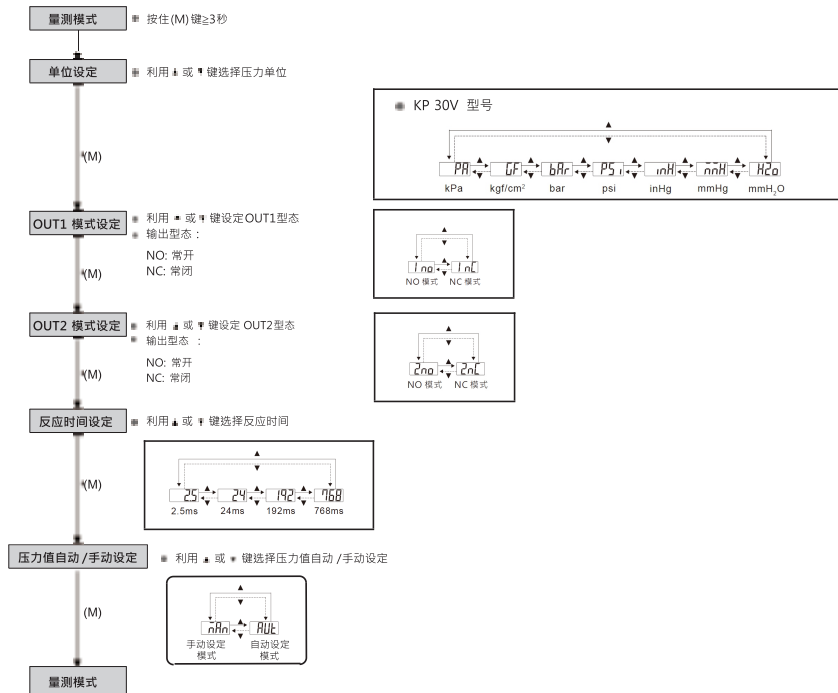 量测模式
按住(M)键≧3秒
单位设定
利用 ▲ 或 ▼ 键选择压力单位
(M)
KP 30V 型号
PA GF bAr PSi inH mmH H2o
kPa kgf/cm² bar psi inHg mmHg mmH₂O
OUT1 模式设定
利用 ▲ 或 ▼ 键设定OUT1型态
输出型态：
NO: 常开
NC: 常闭
(M)
1no 1nC
NO 模式 NC 模式
OUT2 模式设定
利用 ▲ 或 ▼ 键设定 OUT2型态
输出型态 ：
NO: 常开
NC: 常闭
(M)
2no 2nC
NO 模式 NC 模式
反应时间设定
利用 ▲ 或 ▼ 键选择反应时间
(M)
2.5 24 192 768
2.5ms 24ms 192ms 768ms
压力值自动/手动设定
利用 ▲ 或 ▼ 键选择压力值自动 /手动设定
(M)
mAn AUt
手动设定 自动设定
模式 模式
量测模式